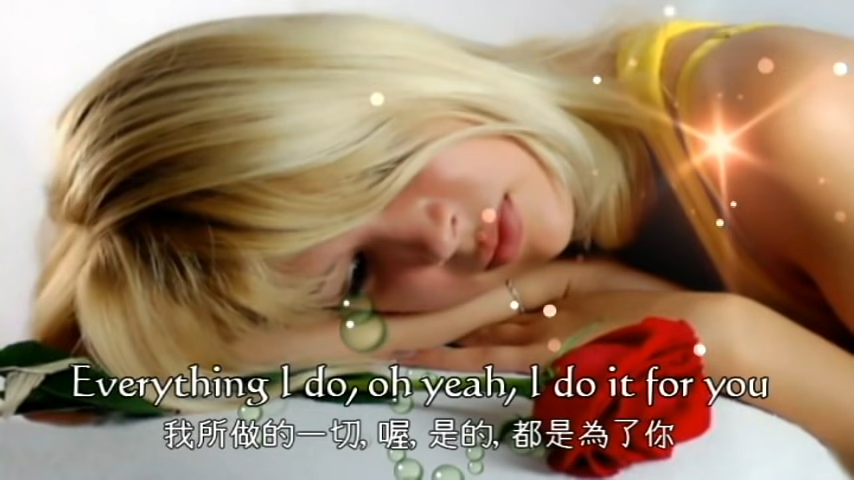 Everything I do, oh yeah, I do it for you
我所做的一切, 喔, 是的, 都是為了你